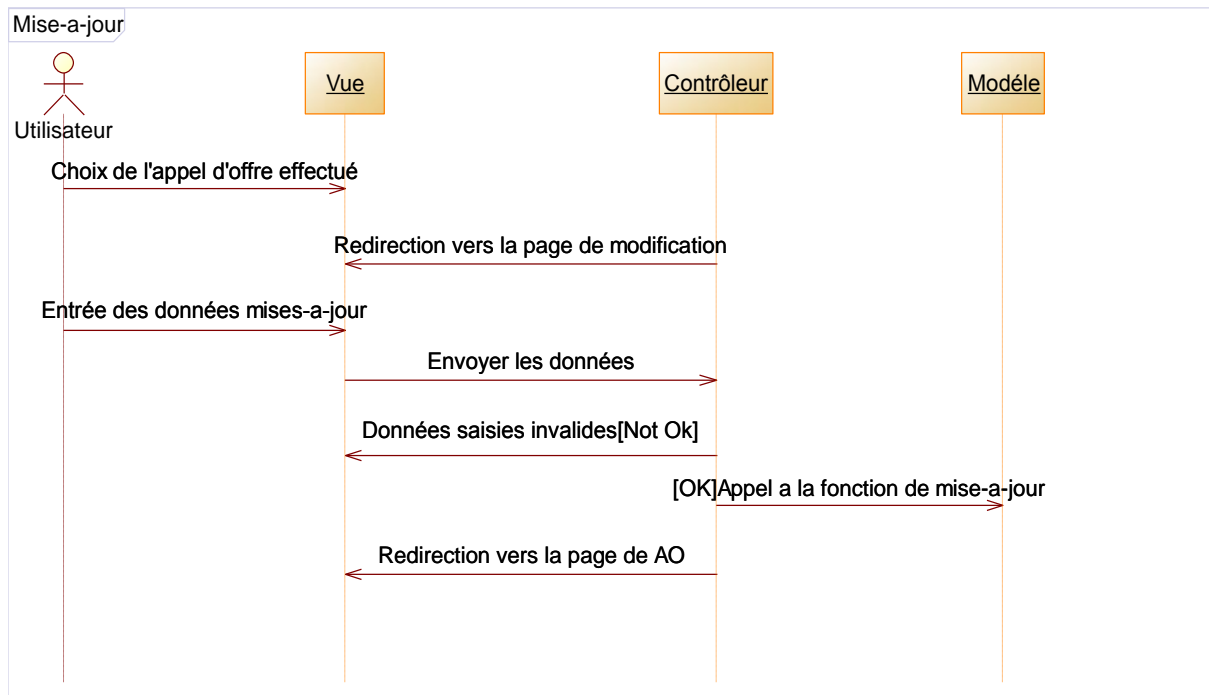 Mise-a-jour
Utilisateur
Vue
Contrôleur
Modéle
Choix de l'appel d'offre effectué
Redirection vers la page de modification
Entrée des données mises-a-jour
Envoyer les données
Données saisies invalides[Not Ok]
[OK]Appel a la fonction de mise-a-jour
Redirection vers la page de AO